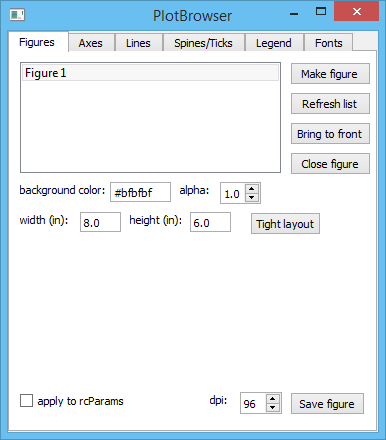 PlotBrowser
Figures Axes Lines Spines/Ticks Legend Fonts
Figure 1
Make figure
Refresh list
Bring to front
Close figure
background color: #bfbfbf alpha: 1.0
width (in): 8.0 height (in): 6.0 Tight layout
apply to rcParams dpi: 96 Save figure